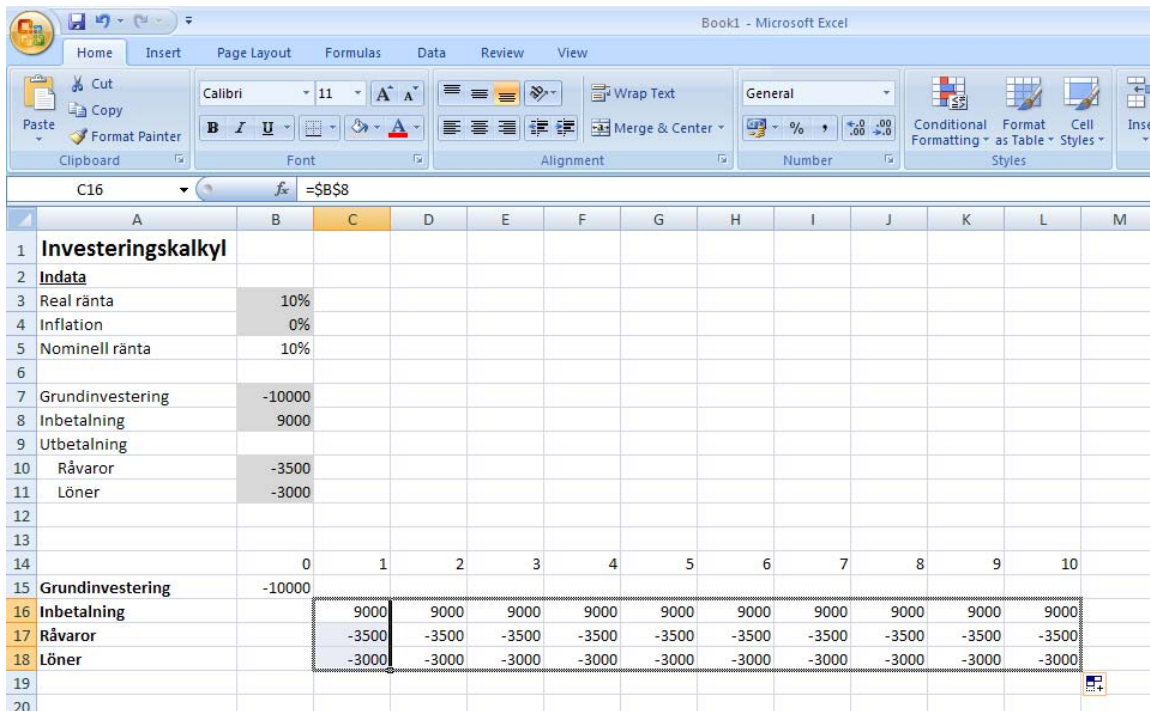 Book1 - Microsoft Excel
Home Insert Page Layout Formulas Data Review View
Cut
Copy
Format Painter
Paste
Clipboard
Calibri 11 A A
B I U A
Font
Wrap Text
Merge & Center
Alignment
General
% , .0 .00 .00 .0
Number
Conditional Formatting
Format as Table
Cell Styles
Styles
Inse
C16 fx =$B$8
A B C D E F G H I J K L M
1 Investeringskalkyl
2 Indata
3 Real ränta 10%
4 Inflation 0%
5 Nominell ränta 10%
6
7 Grundinvestering -10000
8 Inbetalning 9000
9 Utbetalning
10 Råvaror -3500
11 Löner -3000
12
13
14 0 1 2 3 4 5 6 7 8 9 10
15 Grundinvestering -10000
16 Inbetalning 9000 9000 9000 9000 9000 9000 9000 9000 9000 9000
17 Råvaror -3500 -3500 -3500 -3500 -3500 -3500 -3500 -3500 -3500 -3500
18 Löner -3000 -3000 -3000 -3000 -3000 -3000 -3000 -3000 -3000 -3000
19
20